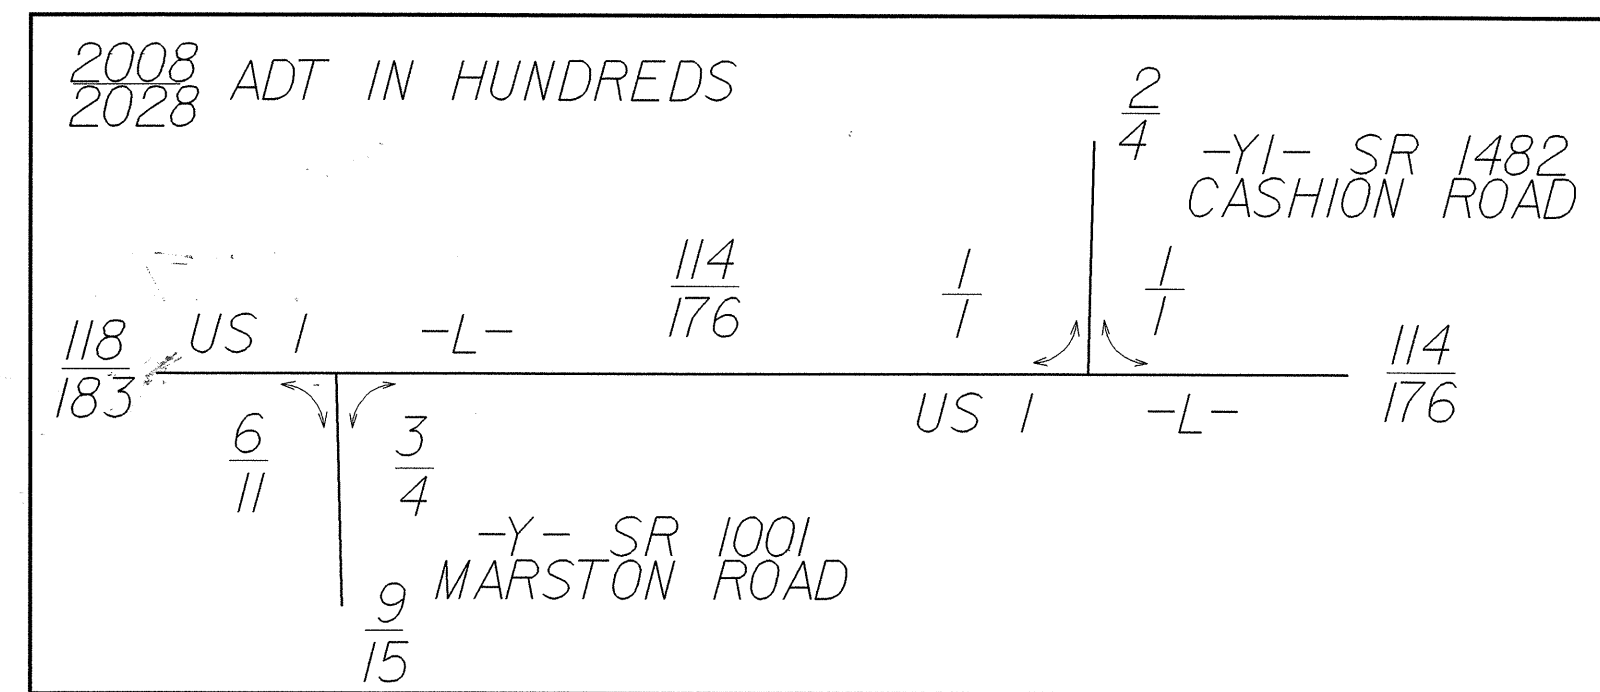 2008
2028 ADT IN HUNDREDS
2
4
-Y1- SR 1482
CASHION ROAD
114
176
1
1
1
1
118
183
US 1 -L-
114
176
US 1 -L-
6
11
3
4
-Y- SR 1001
MARSTON ROAD
9
15